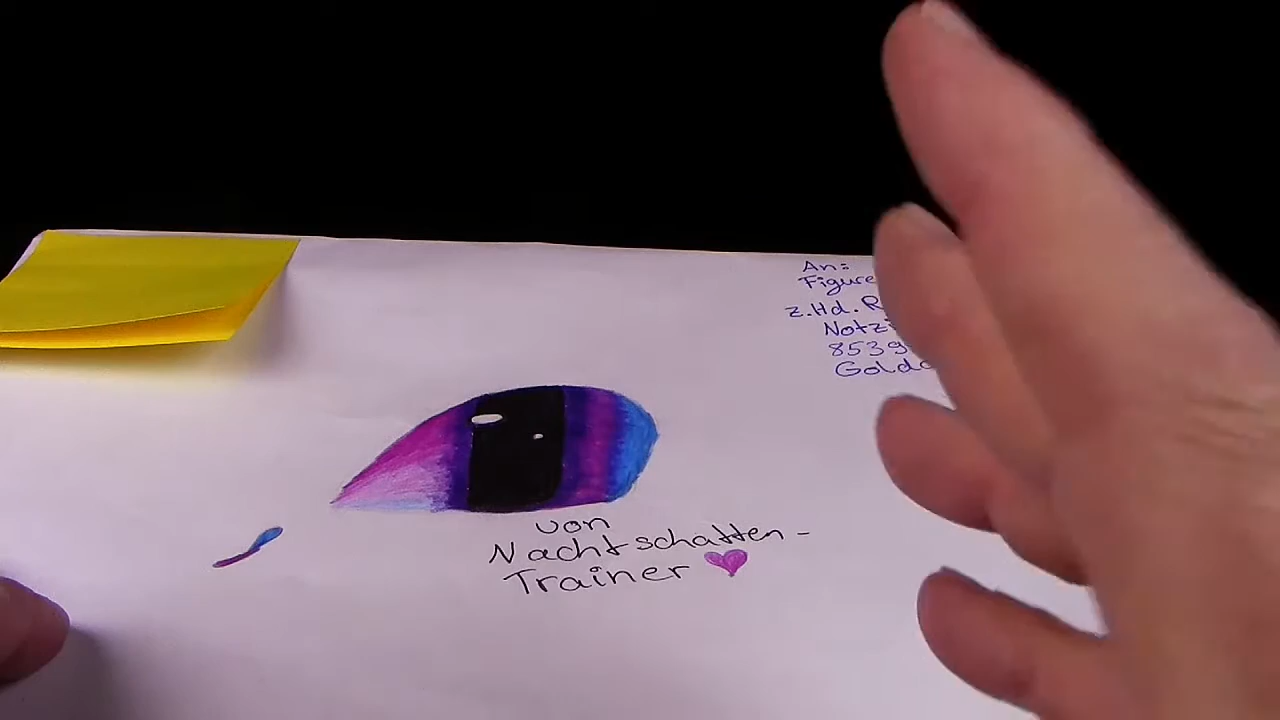 An:
Figure
z.Hd. R
Notz
8539
Gold
von
Nachtschatten-
Trainer